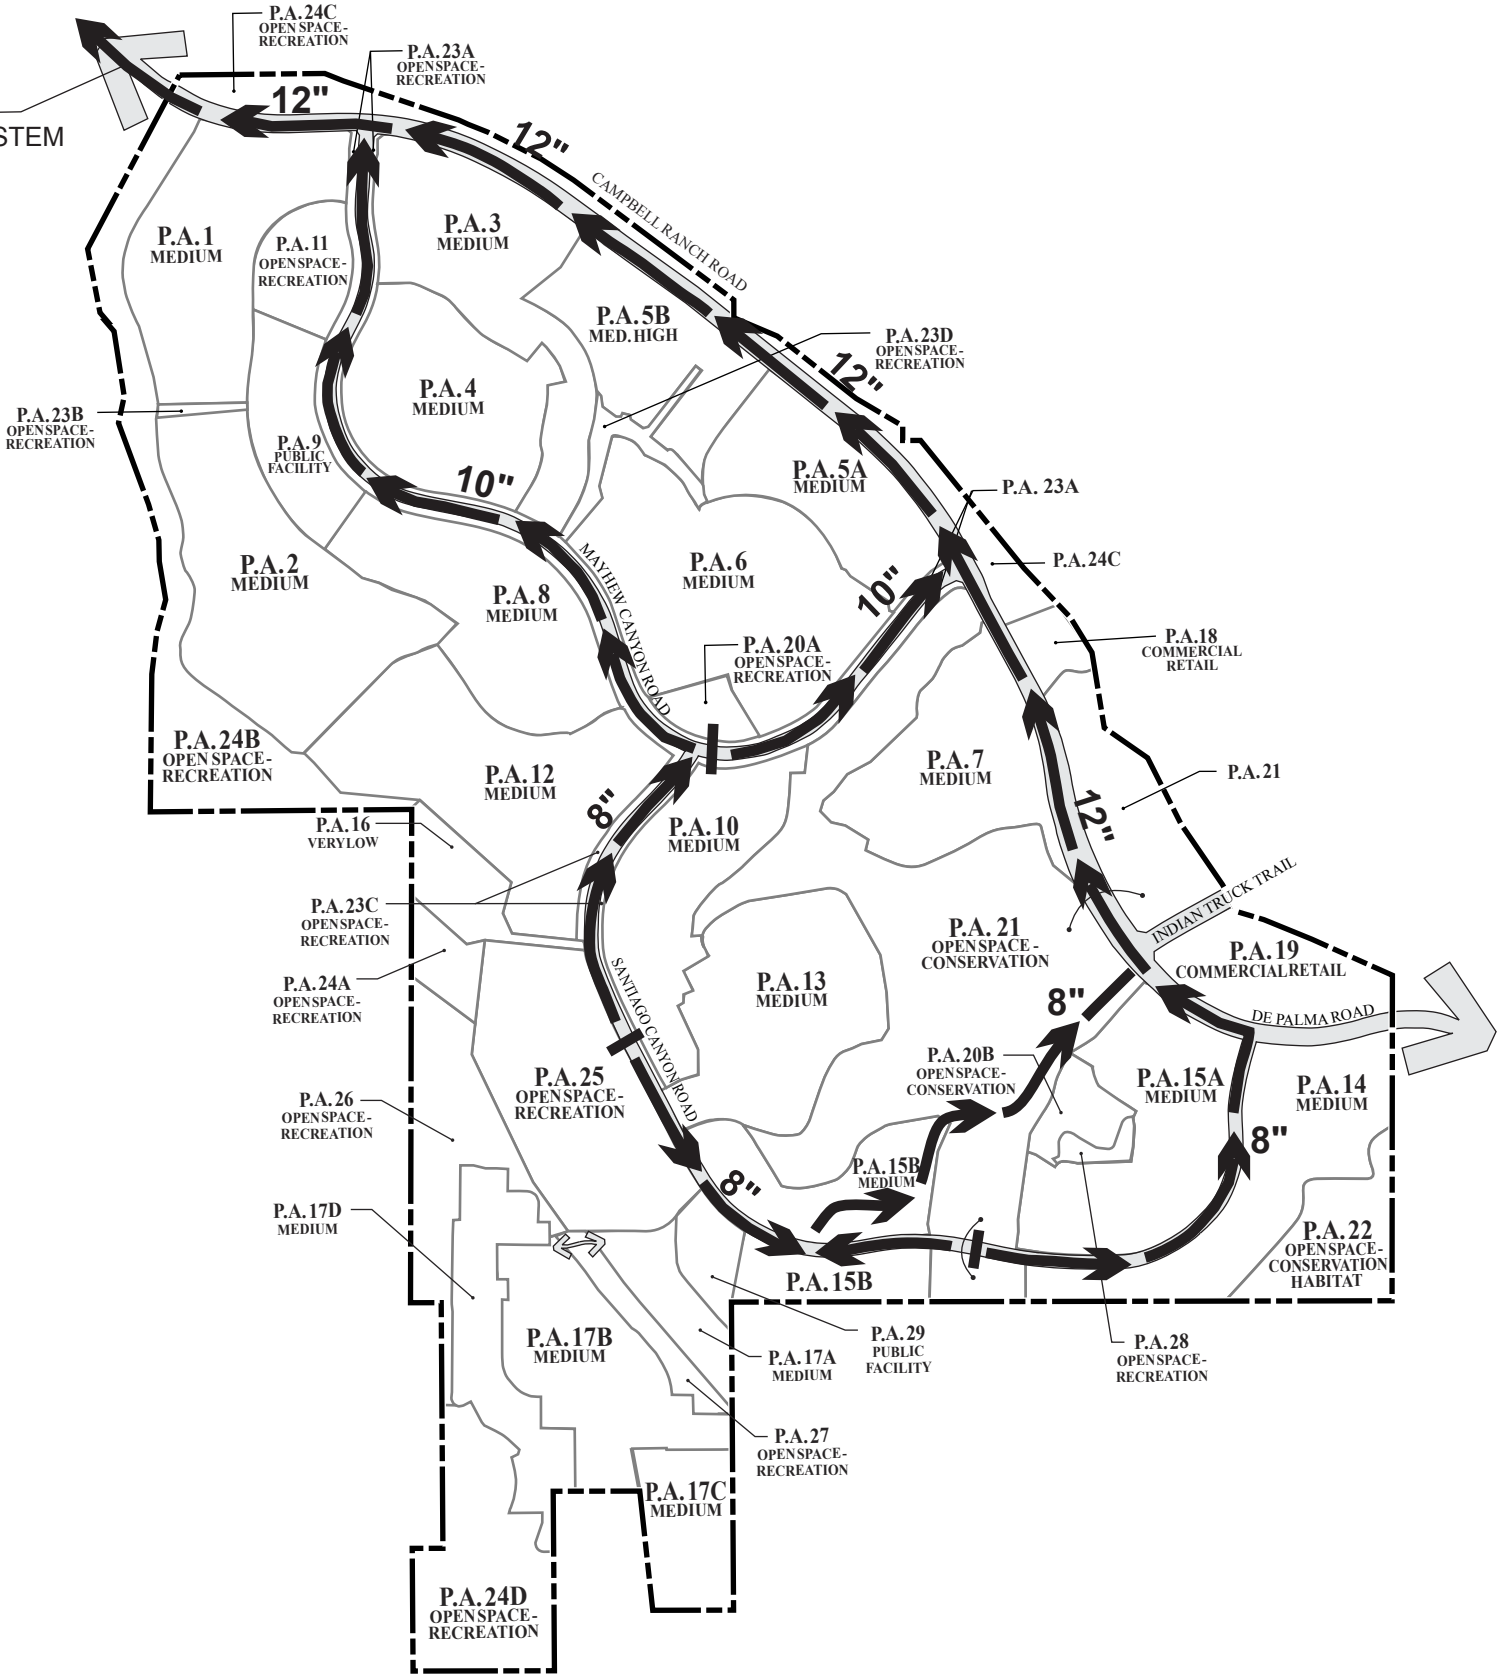 P.A.24C
OPEN SPACE-
RECREATION
P.A.23A
OPEN SPACE-
RECREATION
12"
STEM
12"
CAMPBELL RANCH ROAD
P.A.1
MEDIUM
P.A.11
OPEN SPACE-
RECREATION
P.A.3
MEDIUM
P.A.5B
MED. HIGH
P.A.23D
OPEN SPACE-
RECREATION
12"
P.A.4
MEDIUM
P.A.23B
OPEN SPACE-
RECREATION
P.A.9
PUBLIC
FACILITY
10"
P.A.5A
MEDIUM
P.A. 23A
P.A.2
MEDIUM
P.A.8
MEDIUM
MAYHEW CANYON ROAD
P.A.6
MEDIUM
10"
P.A.24C
P.A.20A
OPEN SPACE-
RECREATION
P.A.18
COMMERCIAL
RETAIL
P.A.24B
OPEN SPACE-
RECREATION
P.A.12
MEDIUM
P.A.7
MEDIUM
P.A.21
P.A.16
VERY LOW
8"
P.A.10
MEDIUM
12"
P.A.23C
OPEN SPACE-
RECREATION
INDIAN TRUCK TRAIL
P.A.21
OPEN SPACE -
CONSERVATION
P.A.19
COMMERCIAL RETAIL
P.A.24A
OPEN SPACE-
RECREATION
SANTIAGO CANYON ROAD
P.A.13
MEDIUM
8"
DE PALMA ROAD
P.A.25
OPEN SPACE-
RECREATION
P.A.20B
OPEN SPACE-
CONSERVATION
P.A.15A
MEDIUM
P.A.14
MEDIUM
P.A.26
OPEN SPACE-
RECREATION
8"
P.A.15B
MEDIUM
8"
P.A.17D
MEDIUM
P.A.22
OPEN SPACE-
CONSERVATION
HABITAT
P.A.15B
P.A.17B
MEDIUM
P.A.17A
MEDIUM
P.A.29
PUBLIC
FACILITY
P.A.28
OPEN SPACE-
RECREATION
P.A.27
OPEN SPACE-
RECREATION
P.A.17C
MEDIUM
P.A.24D
OPEN SPACE-
RECREATION